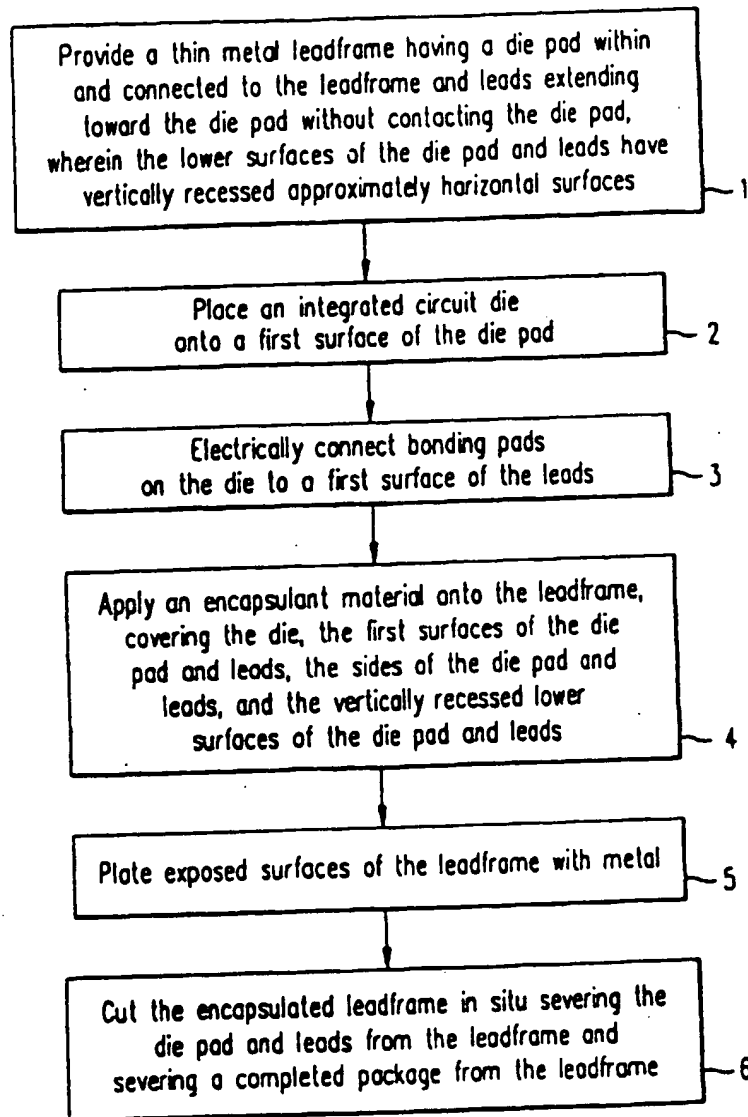 Provide a thin metal leadframe having a die pad within
and connected to the leadframe and leads extending
toward the die pad without contacting the die pad,
wherein the lower surfaces of the die pad and leads have
vertically recessed approximately horizontal surfaces
1
Place an integrated circuit die
onto a first surface of the die pad
2
Electrically connect bonding pads
on the die to a first surface of the leads
3
Apply an encapsulant material onto the leadframe,
covering the die, the first surfaces of the die
pad and leads, the sides of the die pad and
leads, and the vertically recessed lower
surfaces of the die pad and leads
4
Plate exposed surfaces of the leadframe with metal
5
Cut the encapsulated leadframe in situ severing the
die pad and leads from the leadframe and
severing a completed package from the leadframe
6